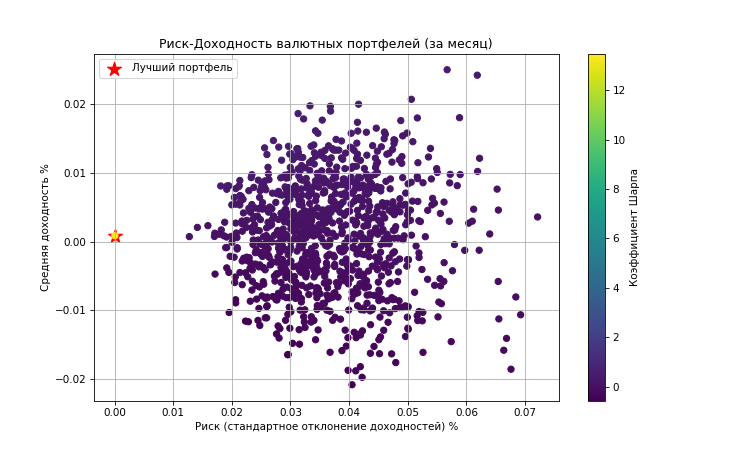 Риск-Доходность валютных портфелей (за месяц)
Лучший портфель
Средняя доходность %
0.02
0.01
0.00
−0.01
−0.02
0.00 0.01 0.02 0.03 0.04 0.05 0.06 0.07
Риск (стандартное отклонение доходностей) %
12
10
8
6
4
2
0
Коэффициент Шарпа